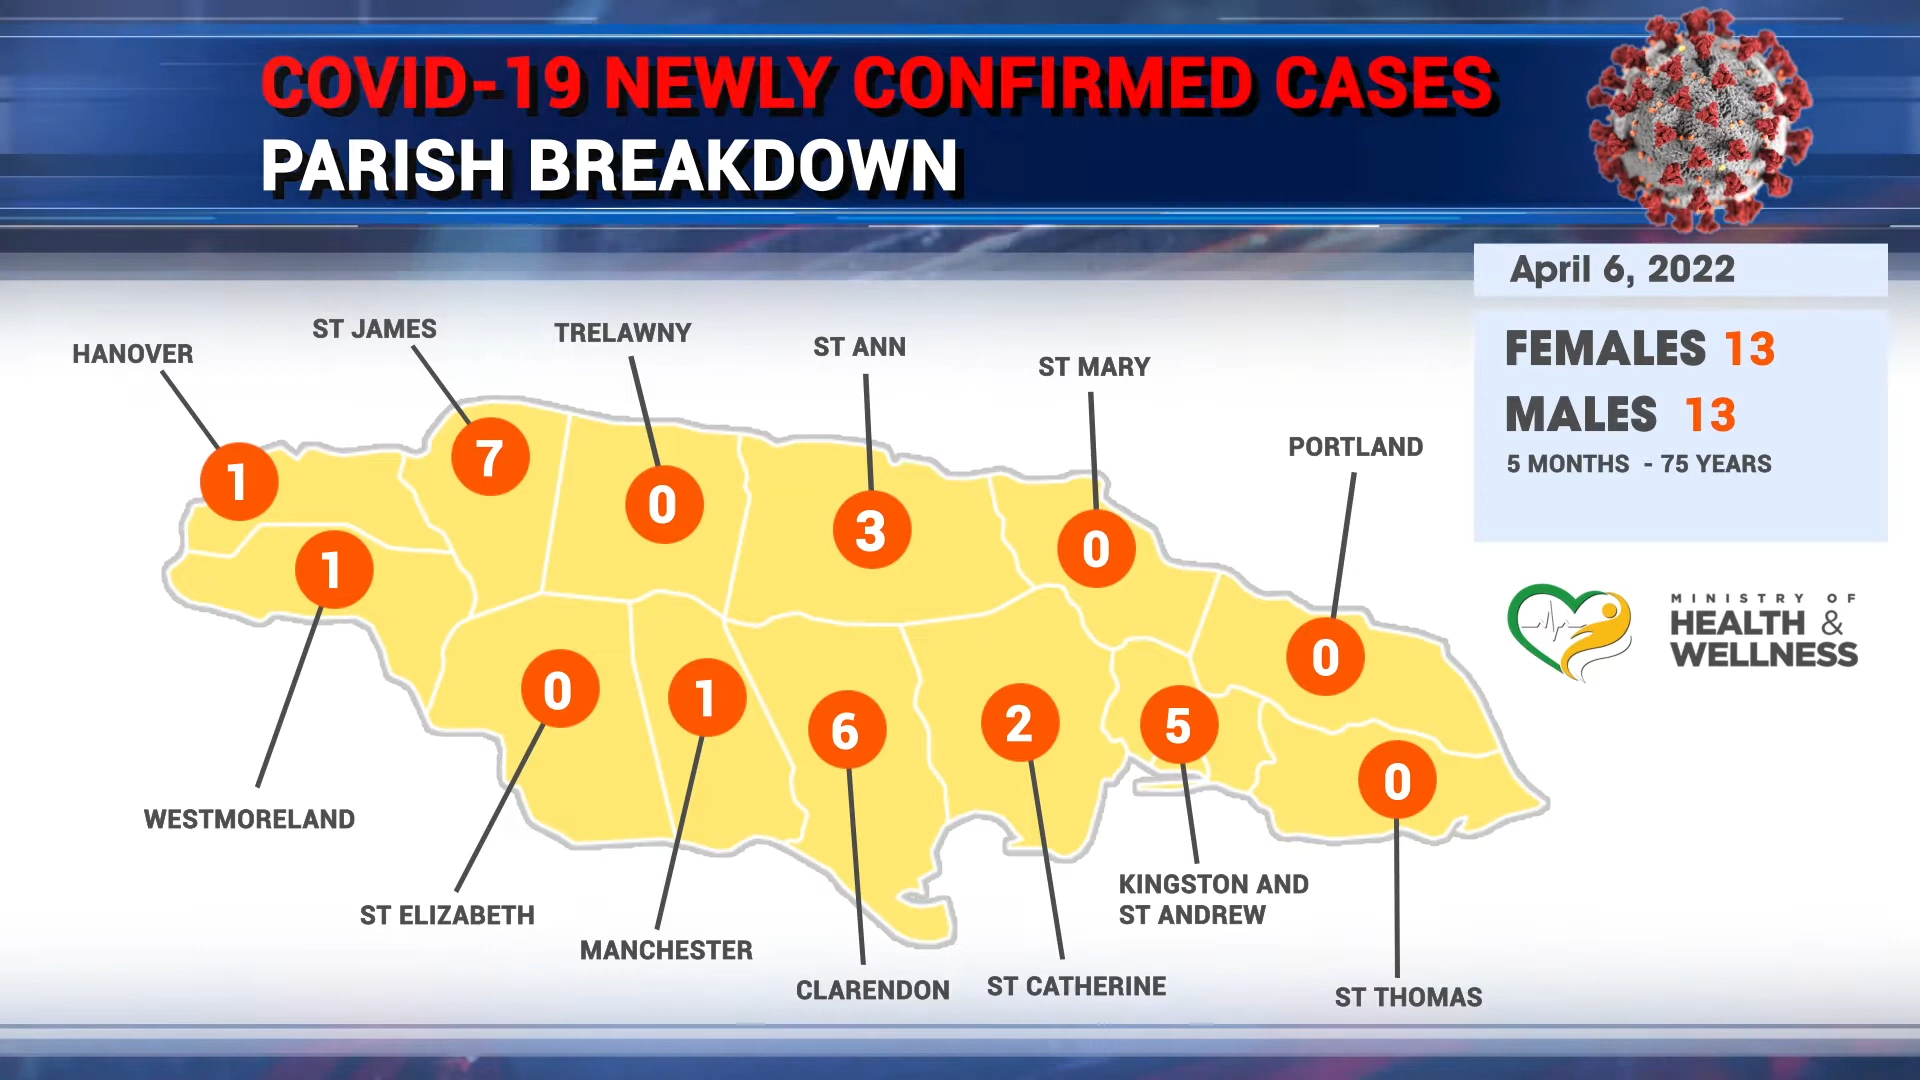 COVID-19 NEWLY CONFIRMED CASES
PARISH BREAKDOWN
April 6, 2022
FEMALES 13
MALES 13
5 MONTHS - 75 YEARS
MINISTRY OF
HEALTH &
WELLNESS
HANOVER
1
ST JAMES
7
TRELAWNY
0
ST ANN
3
ST MARY
0
PORTLAND
0
WESTMORELAND
1
ST ELIZABETH
0
MANCHESTER
1
CLARENDON
6
ST CATHERINE
2
KINGSTON AND
ST ANDREW
5
ST THOMAS
0